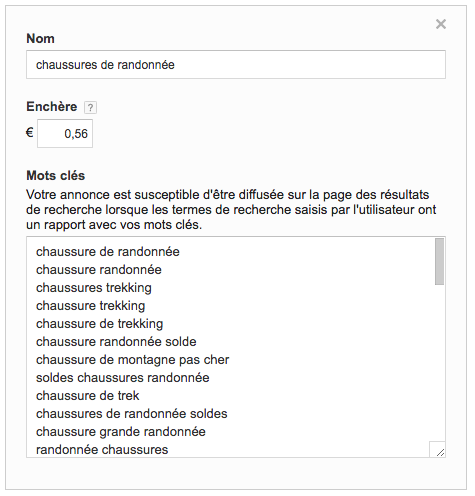 Nom
chaussures de randonnée
Enchère ?
€ 0,56
Mots clés
Votre annonce est susceptible d'être diffusée sur la page des résultats
de recherche lorsque les termes de recherche saisis par l'utilisateur ont
un rapport avec vos mots clés.
chaussure de randonnée
chaussure randonnée
chaussures trekking
chaussure trekking
chaussure de trekking
chaussure randonnée solde
chaussure de montagne pas cher
soldes chaussures randonnée
chaussure de trek
chaussures de randonnée soldes
chaussure grande randonnée
randonnée chaussures